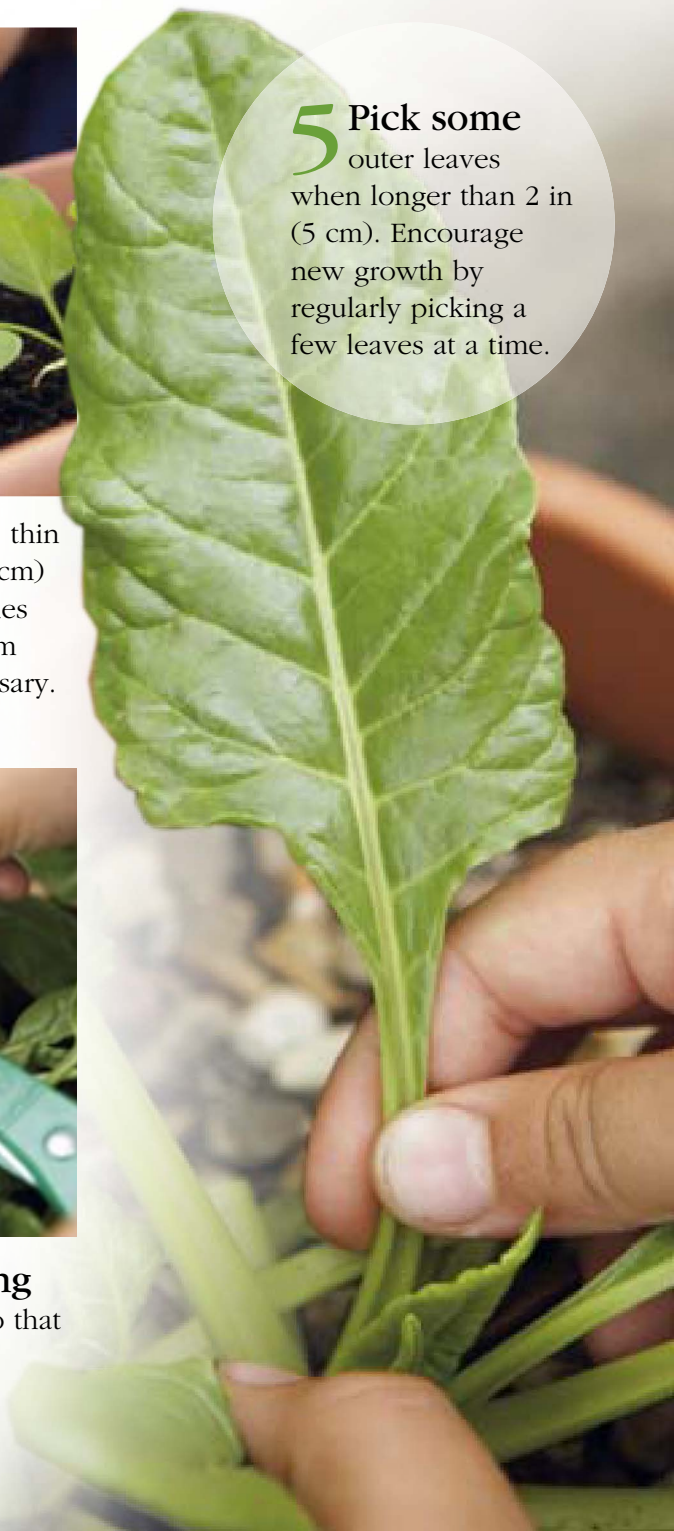 5 Pick some
outer leaves
when longer than 2 in
(5 cm). Encourage
new growth by
regularly picking a
few leaves at a time.
thin
cm)
es
m
sary.
ng
that